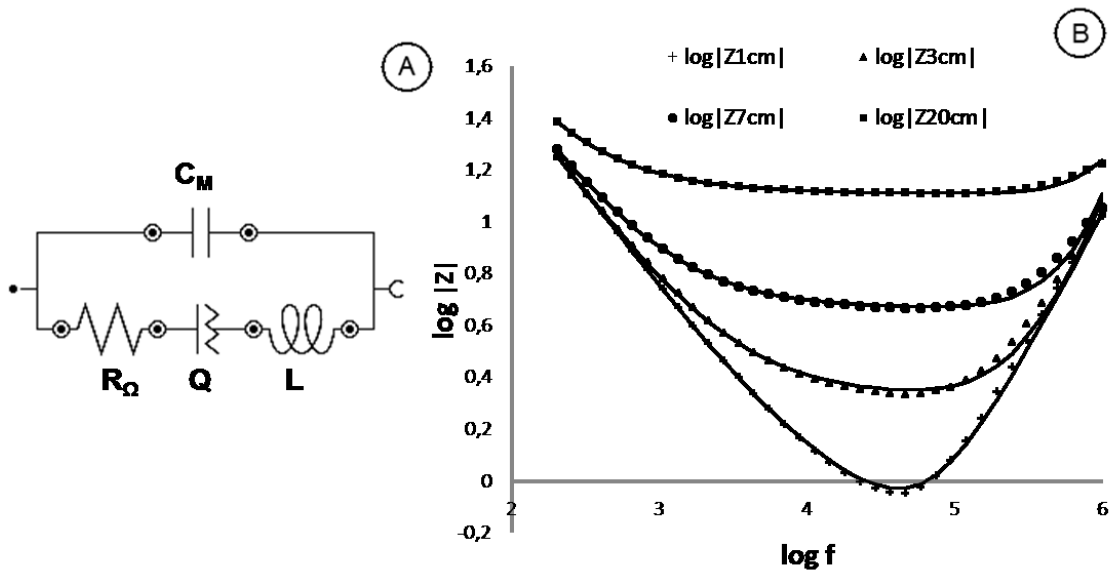 A
C_M
R_Ω Q L
B
+ log|Z1cm| ▲ log|Z3cm|
● log|Z7cm| ■ log|Z20cm|
log |Z|
1,6
1,4
1,2
1
0,8
0,6
0,4
0,2
0
-0,2
2 3 4 5 6
log f